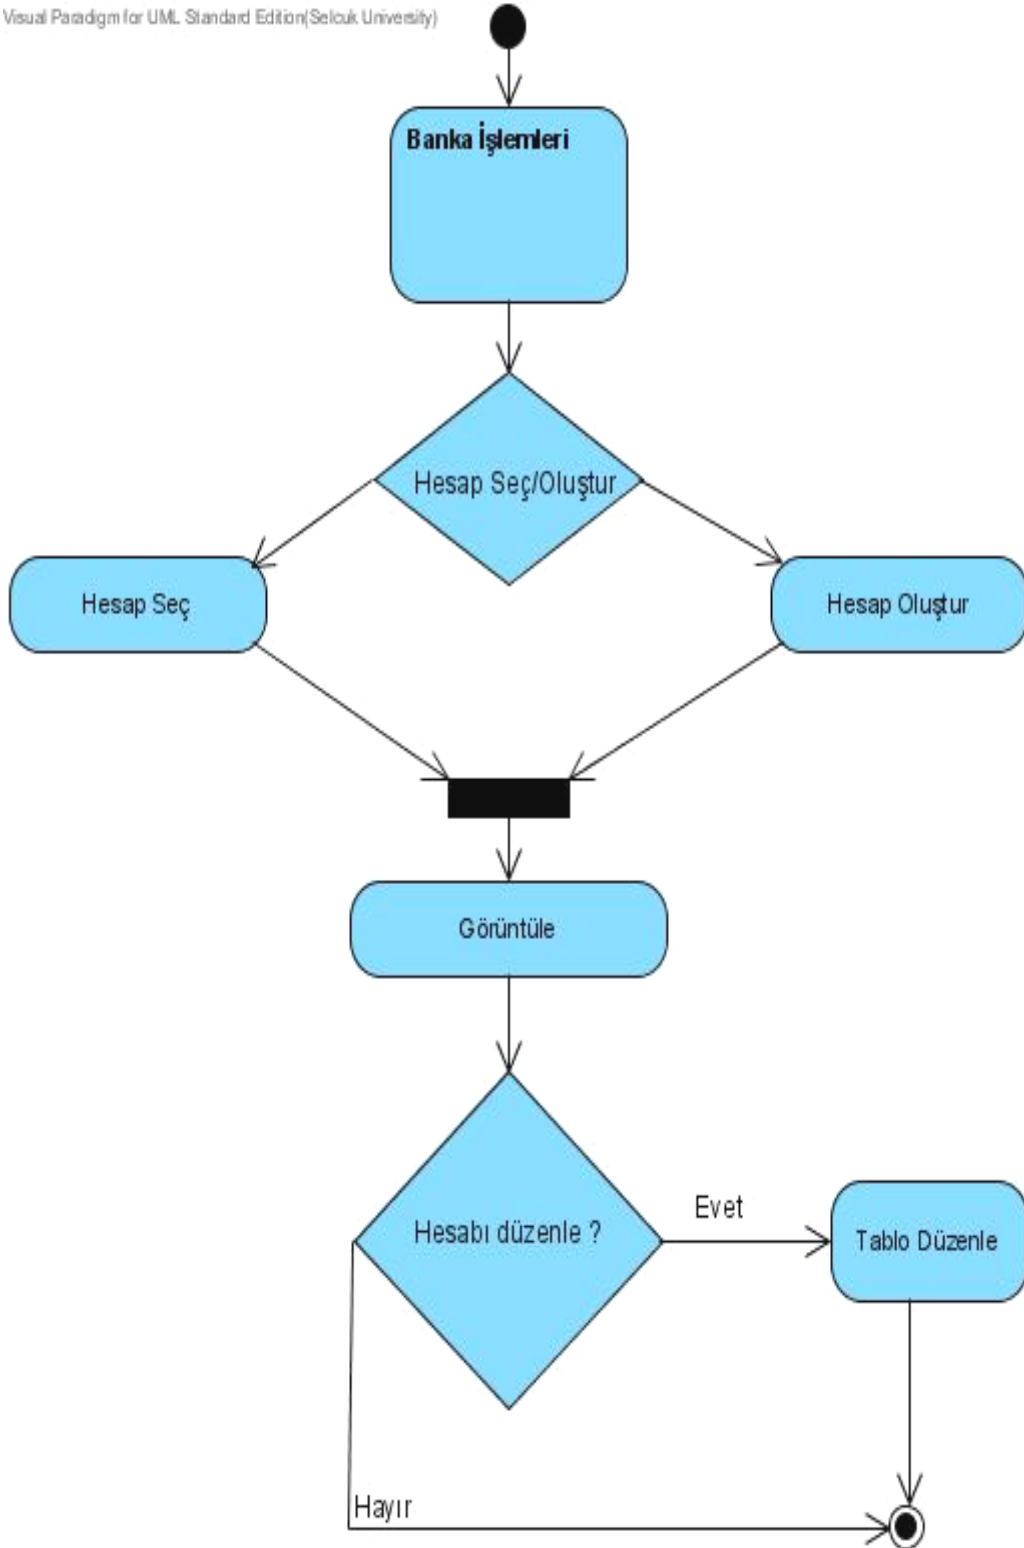 Visual Paradigm for UML Standard Edition(Selcuk University)
Banka İşlemleri
Hesap Seç/Oluştur
Hesap Seç
Hesap Oluştur
Görüntüle
Hesabı düzenle ?
Evet
Tablo Düzenle
Hayır